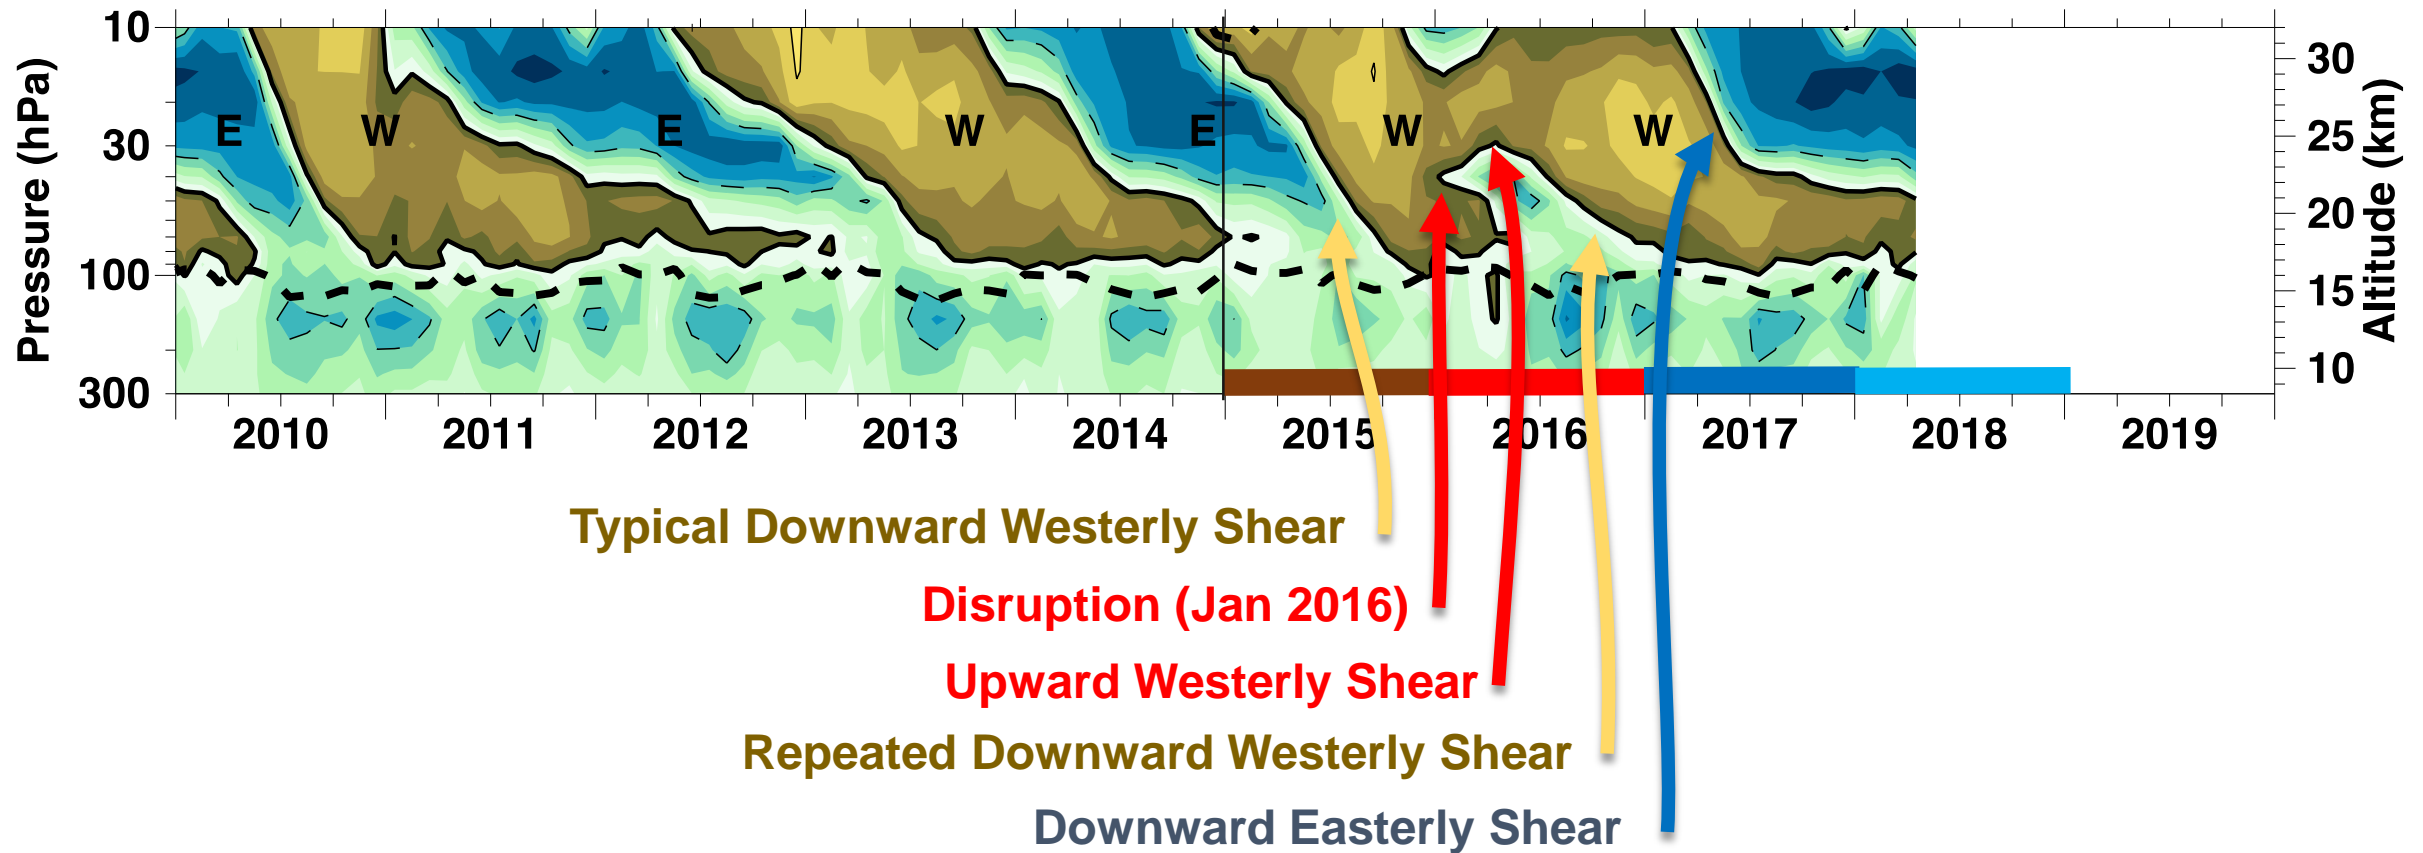 10
30
100
300
Pressure (hPa)
E W E W E W W
30
25
20
15
10
Altitude (km)
2010 2011 2012 2013 2014 2015 2016 2017 2018 2019
Typical Downward Westerly Shear
Disruption (Jan 2016)
Upward Westerly Shear
Repeated Downward Westerly Shear
Downward Easterly Shear